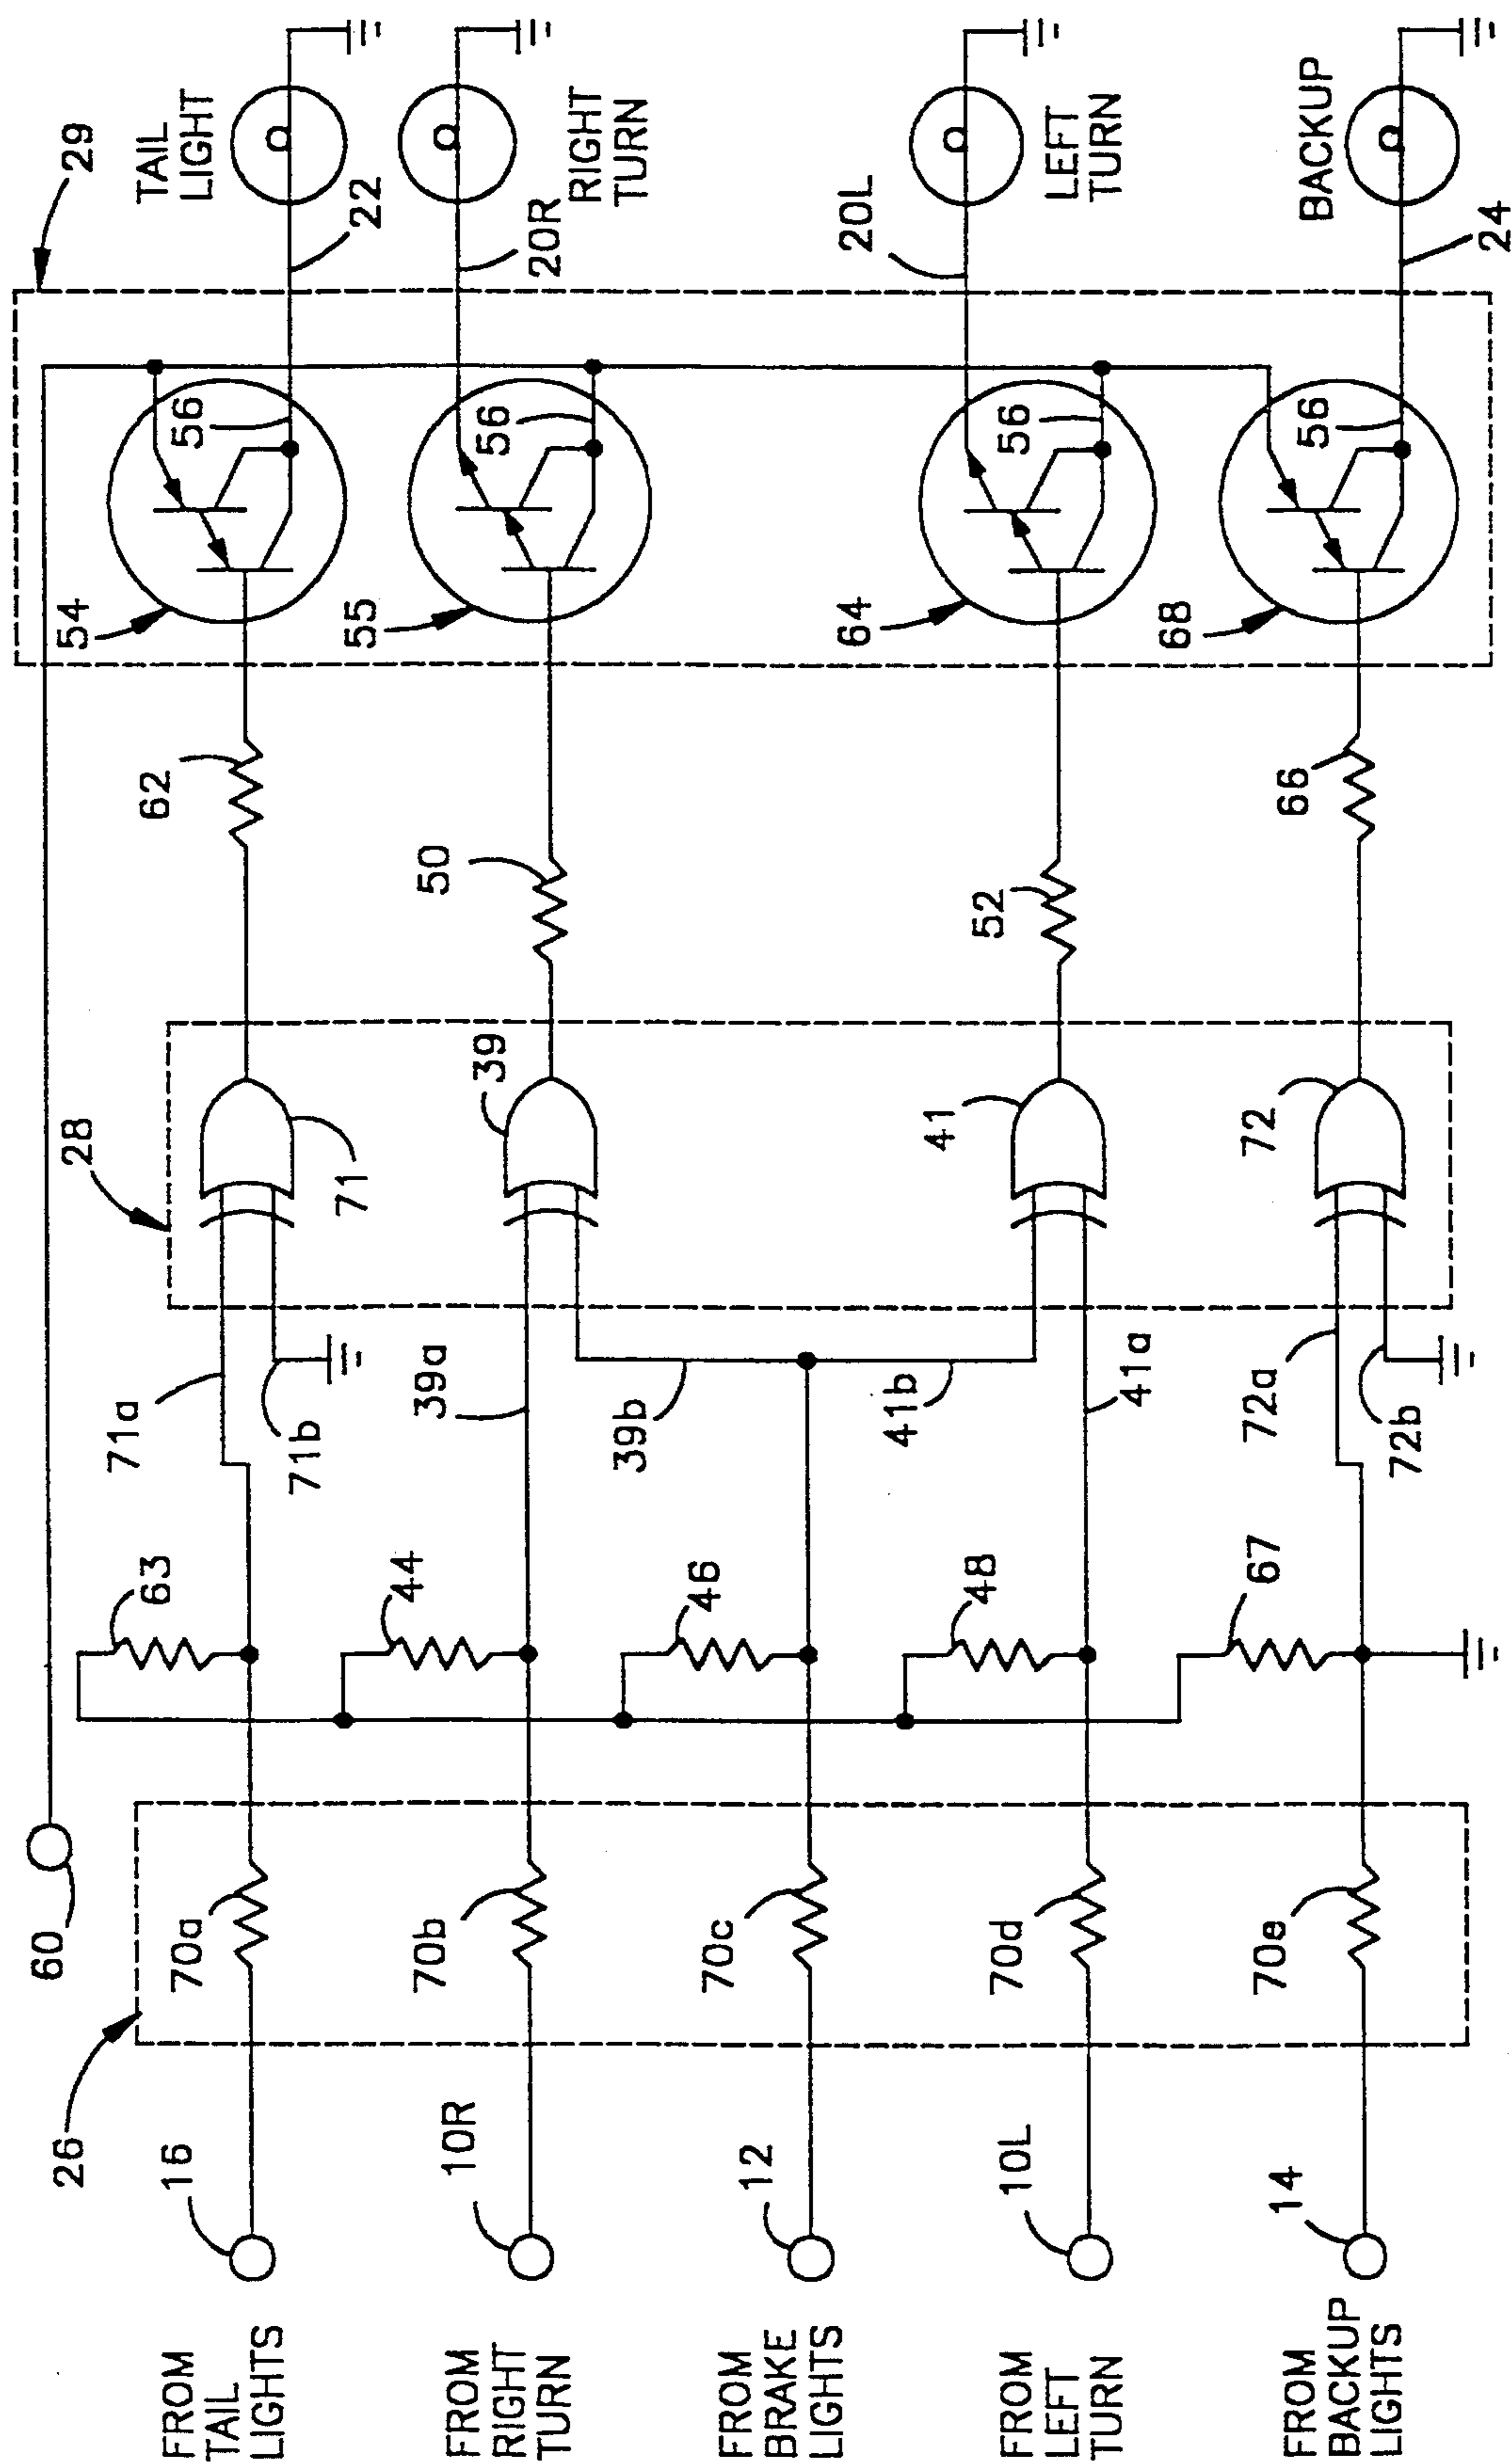 60
29
26
28
FROM
TAIL
LIGHTS
16
70a
63
71a
71b
71
62
54
56
TAIL
LIGHT
22
FROM
RIGHT
TURN
10R
70b
44
39a
39
50
55
56
20R
RIGHT
TURN
FROM
BRAKE
LIGHTS
12
70c
46
39b
41b
FROM
LEFT
TURN
10L
70d
48
41a
41
52
64
56
20L
LEFT
TURN
FROM
BACKUP
LIGHTS
14
70e
67
72a
72b
72
66
68
56
24
BACKUP